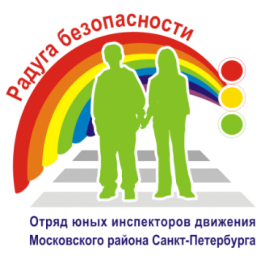 Радуга безопасности
Отряд юных инспекторов движения
Московского района Санкт-Петербурга